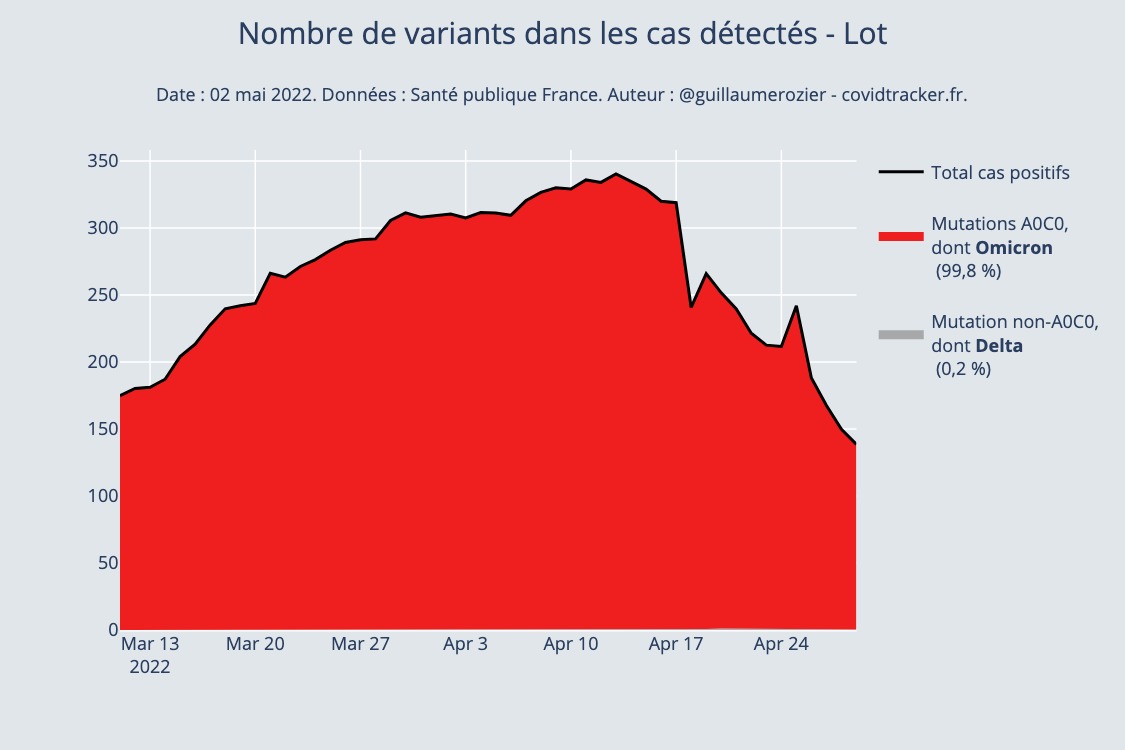 Nombre de variants dans les cas détectés - Lot
Date : 02 mai 2022. Données : Santé publique France. Auteur : @guillaumerozier - covidtracker.fr.
350
300
250
200
150
100
50
0
Mar 13
2022
Mar 20
Mar 27
Apr 3
Apr 10
Apr 17
Apr 24
Total cas positifs
Mutations A0C0,
dont Omicron
(99,8 %)
Mutation non-A0C0,
dont Delta
(0,2 %)